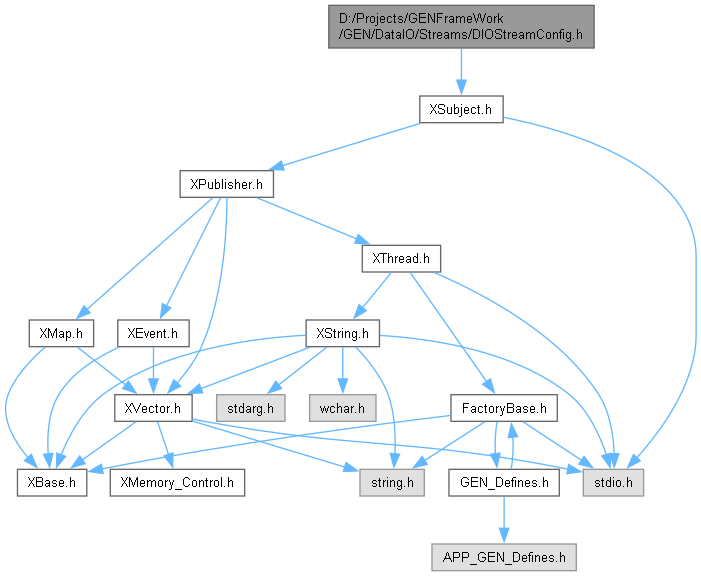 D:/Projects/GENFrameWork
/GEN/DataIO/Streams/DIOStreamConfig.h
XSubject.h
XPublisher.h
XThread.h
XMap.h
XEvent.h
XString.h
XVector.h
stdarg.h
wchar.h
FactoryBase.h
XBase.h
XMemory_Control.h
string.h
GEN_Defines.h
stdio.h
APP_GEN_Defines.h